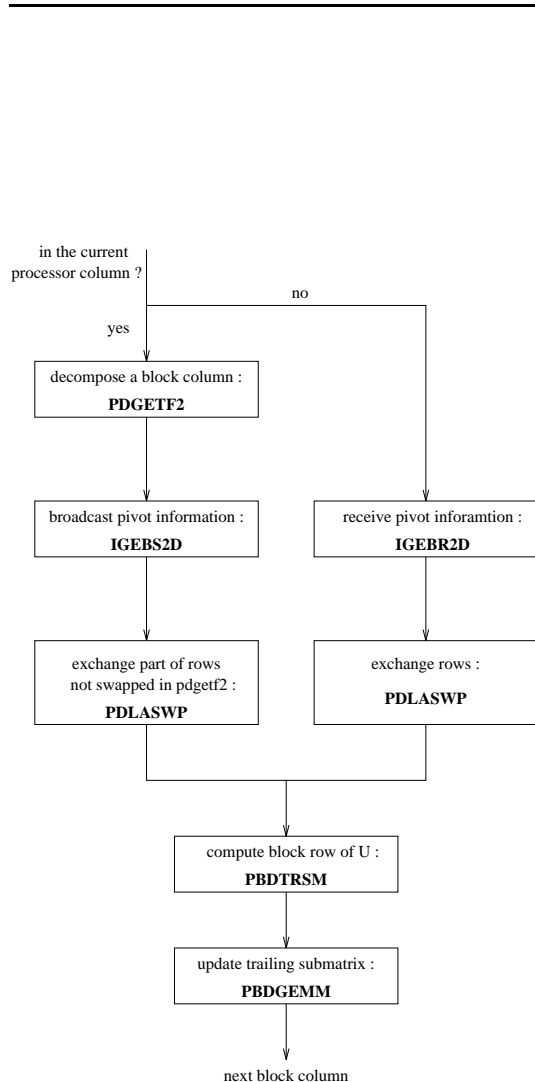 in the current
processor column ?
no
yes
decompose a block column :
PDGETF2
broadcast pivot information :
IGEBS2D
receive pivot inforamtion :
IGEBR2D
exchange part of rows
not swapped in pdgetf2 :
PDLASWP
exchange rows :
PDLASWP
compute block row of U :
PBDTRSM
update trailing submatrix :
PBDGEMM
next block column